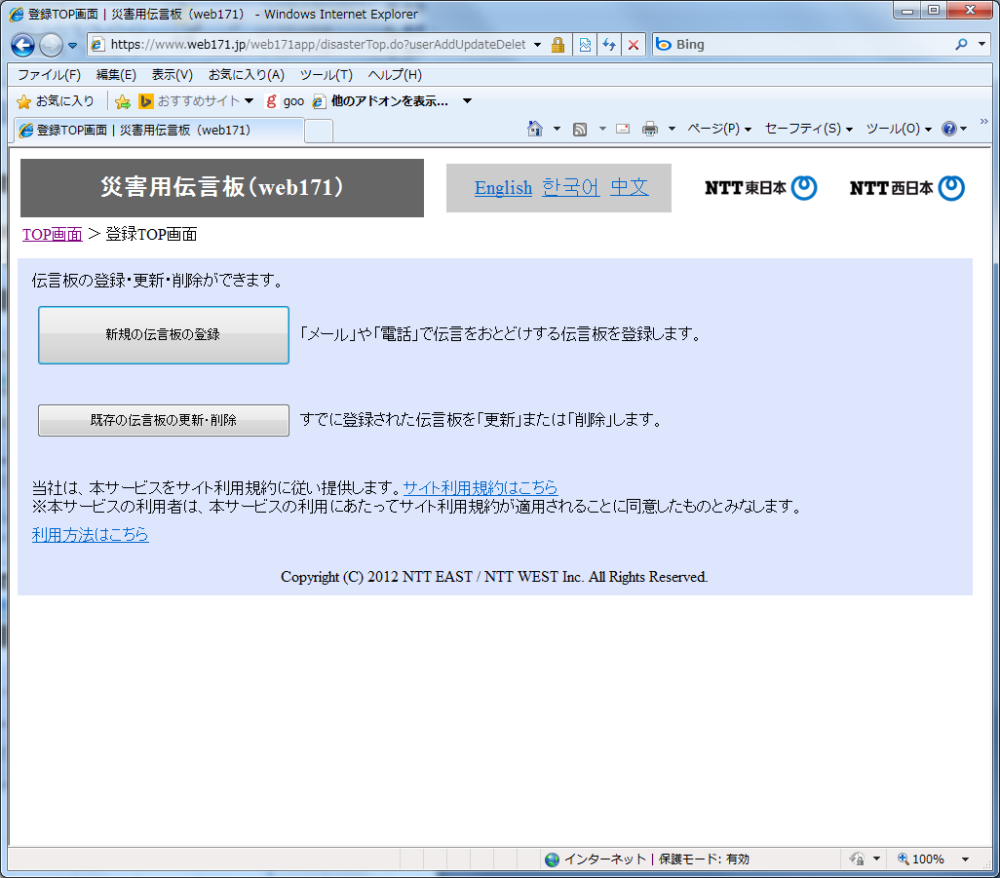 登録TOP画面 | 災害用伝言板（web171） - Windows Internet Explorer
https://www.web171.jp/web171app/disasterTop.do?userAddUpdateDelet
Bing
ファイル(F) 編集(E) 表示(V) お気に入り(A) ツール(T) ヘルプ(H)
お気に入り おすすめサイト goo 他のアドオンを表示...
登録TOP画面 | 災害用伝言板（web171）
ページ(P) セーフティ(S) ツール(O) »
災害用伝言板（web171）
English 한국어 中文
NTT東日本 NTT西日本
TOP画面 ＞ 登録TOP画面
伝言板の登録・更新・削除ができます。
新規の伝言板の登録 「メール」や「電話」で伝言をおとどけする伝言板を登録します。
既存の伝言板の更新・削除 すでに登録された伝言板を「更新」または「削除」します。
当社は、本サービスをサイト利用規約に従い提供します。サイト利用規約はこちら
※本サービスの利用者は、本サービスの利用にあたってサイト利用規約が適用されることに同意したものとみなします。
利用方法はこちら
Copyright (C) 2012 NTT EAST / NTT WEST Inc. All Rights Reserved.
インターネット | 保護モード: 有効 100%